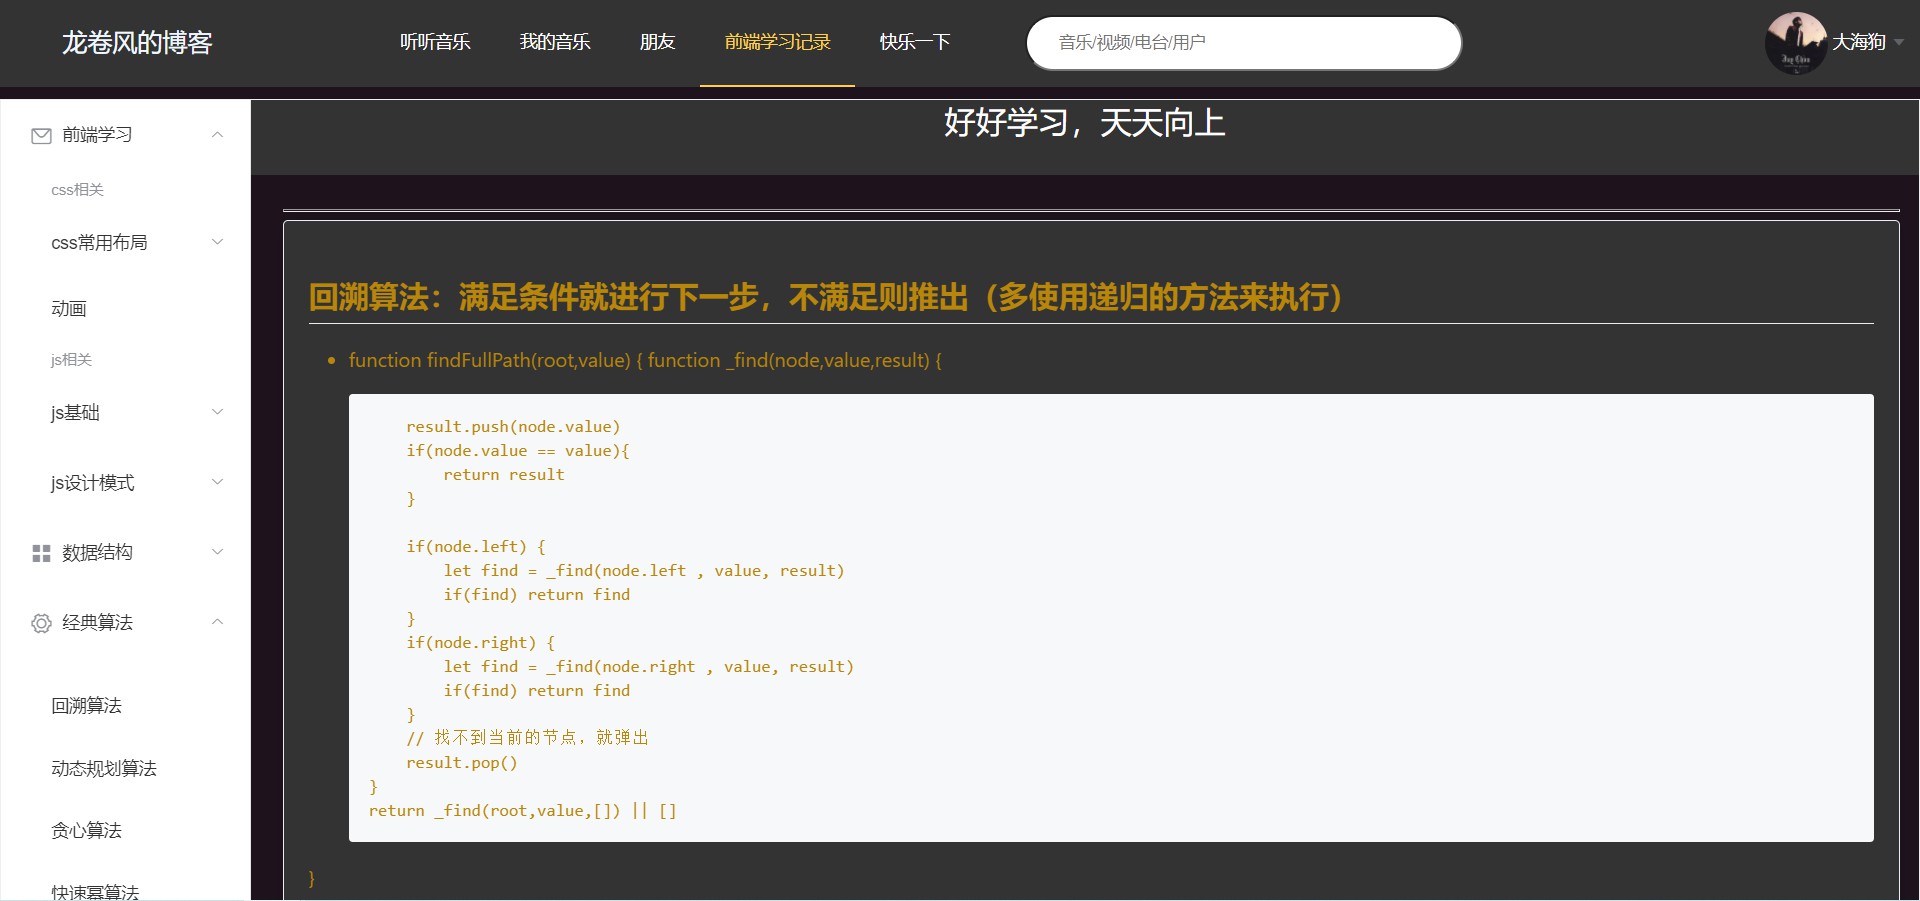 龙卷风的博客
听听音乐
我的音乐
朋友
前端学习记录
快乐一下
音乐/视频/电台/用户
大海狗
前端学习
css相关
css常用布局
动画
js相关
js基础
js设计模式
数据结构
经典算法
回溯算法
动态规划算法
贪心算法
快速幂算法
好好学习，天天向上
回溯算法：满足条件就进行下一步，不满足则推出（多使用递归的方法来执行）
function findFullPath(root,value) { function _find(node,value,result) {
result.push(node.value)
if(node.value == value){
return result
}
if(node.left) {
let find = _find(node.left , value, result)
if(find) return find
}
if(node.right) {
let find = _find(node.right , value, result)
if(find) return find
}
// 找不到当前的节点，就弹出
result.pop()
}
return _find(root,value,[]) || []
}